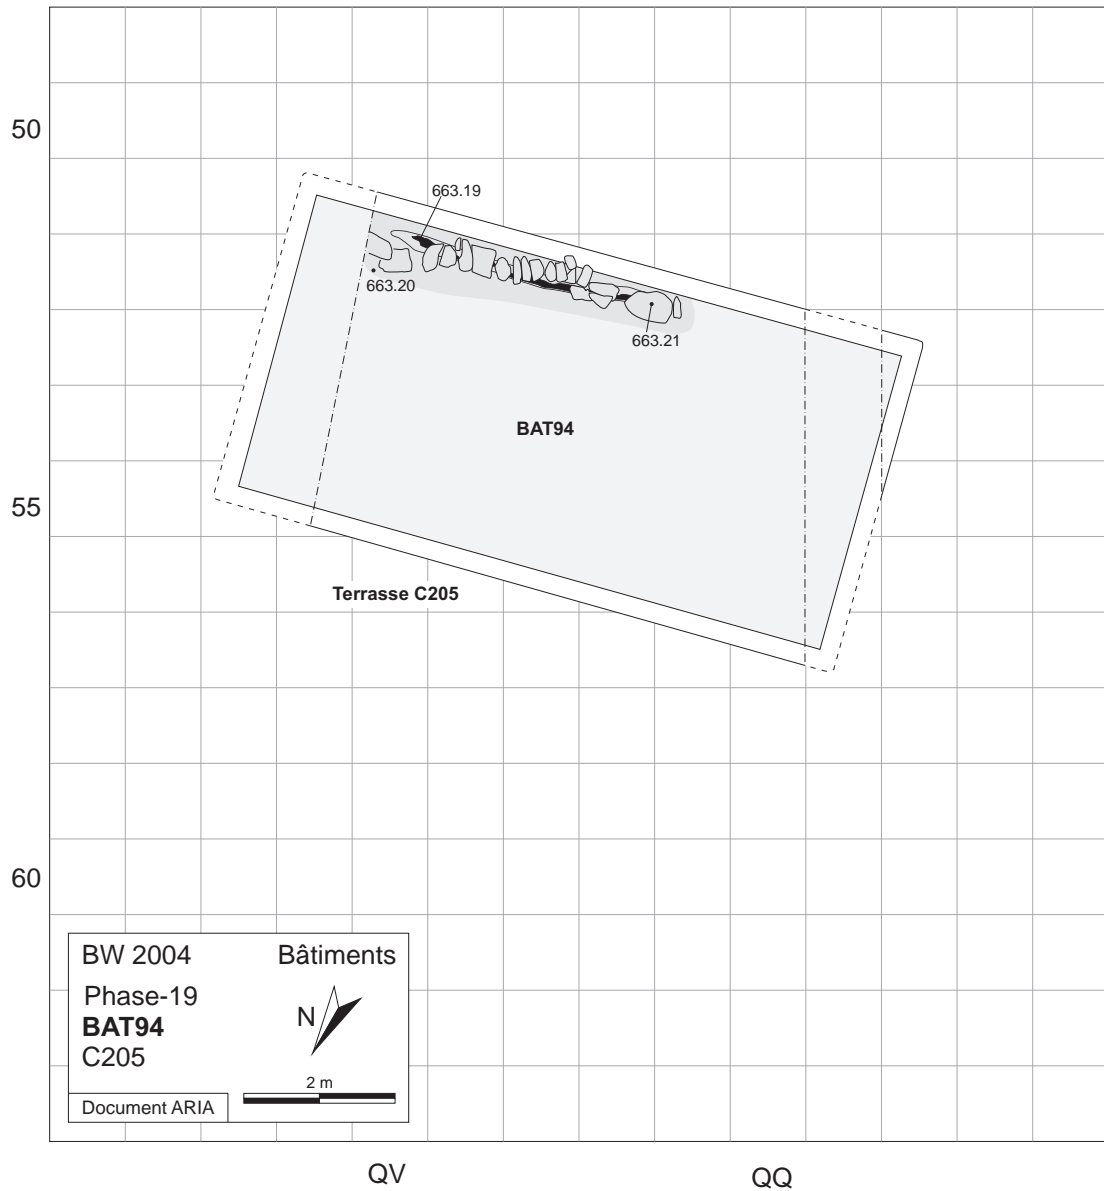 50
663.19
663.20
663.21
BAT94
55
Terrasse C205
60
BW 2004 Bâtiments
Phase-19
BAT94
C205
N
2 m
Document ARIA
QV QQ